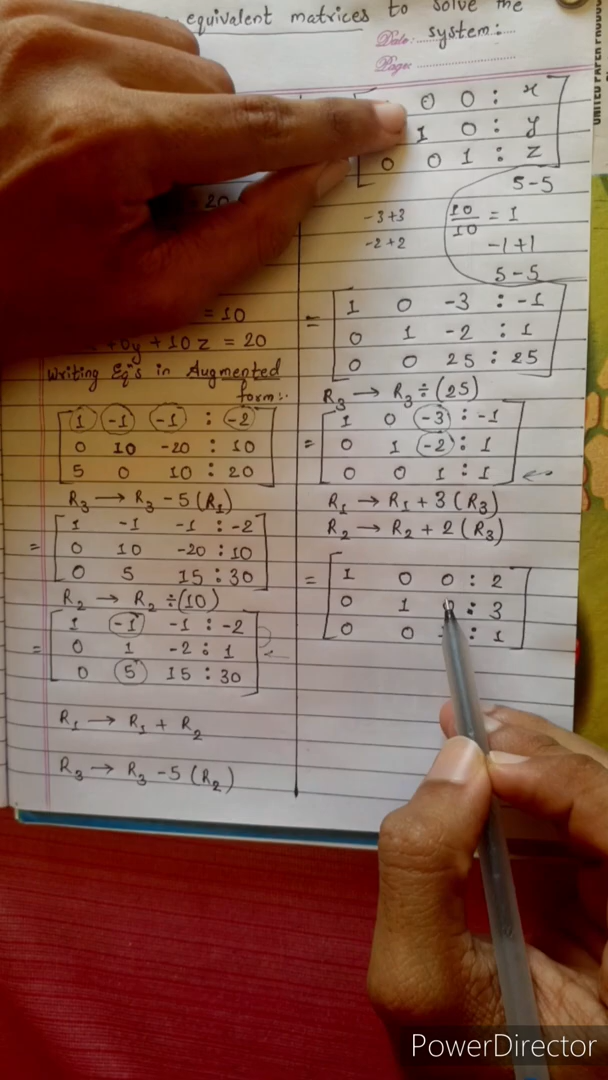 equivalent matrices to solve the
system:
Date:
Page:
-20
= 10
+0y + 10z = 20
Writing Eq's in Augmented
form:-
[1 -1 -1 : -2
0 10 -20 : 10
5 0 10 : 20]
R3 → R3 - 5(R1)
= [1 -1 -1 : -2
0 10 -20 : 10
0 5 15 : 30]
R2 → R2 ÷(10)
= [1 -1 -1 : -2
0 1 -2 : 1
0 5 15 : 30]
R1 → R1 + R2
R3 → R3 - 5(R2)
0 0 : x
1 0 : y
0 0 1 : z]
5-5
-3+3
10/10 = 1
-2+2
-1+1
5-5
= [1 0 -3 : -1
0 1 -2 : 1
0 0 25 : 25]
R3 → R3 ÷ (25)
= [1 0 -3 : -1
0 1 -2 : 1
0 0 1 : 1]
R1 → R1 + 3(R3)
R2 → R2 + 2(R3)
= [1 0 0 : 2
0 1 0 : 3
0 0 : 1]
UNITED PAPER PRODU
PowerDirector